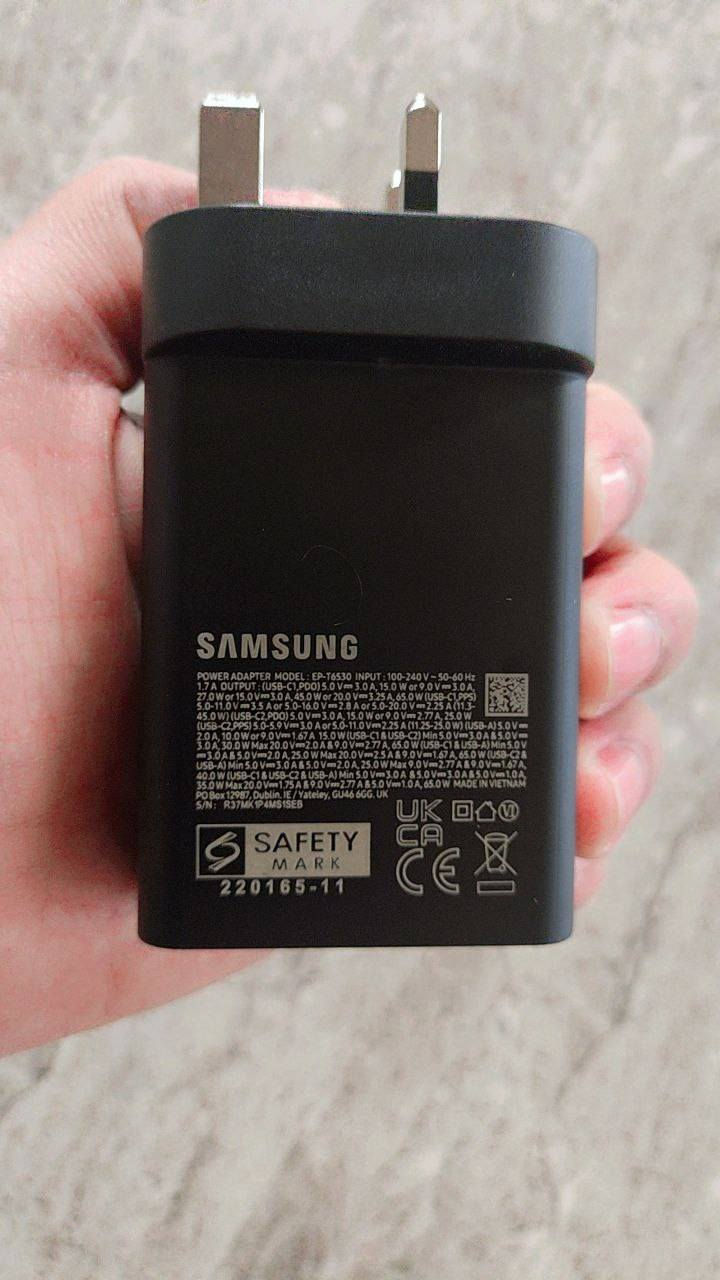 SAMSUNG
POWER ADAPTER MODEL : EP-T6530 INPUT : 100-240 V ~ 50-60 Hz
1.7 A OUTPUT : (USB-C1,PDO) 5.0 V⎓3.0 A, 15.0 W or 9.0 V⎓3.0 A,
27.0 W or 15.0 V⎓3.0 A, 45.0 W or 20.0 V⎓3.25 A, 65.0 W (USB-C1,PPS)
5.0-11.0 V⎓3.5 A or 5.0-16.0 V⎓2.8 A or 5.0-20.0 V⎓2.25 A (11.3-
45.0 W) (USB-C2,PDO) 5.0 V⎓3.0 A, 15.0 W or 9.0 V⎓2.77 A, 25.0 W
(USB-C2,PPS) 5.0-5.9 V⎓3.0 A or 5.0-11.0 V⎓2.25 A (11.25-25.0 W) (USB-A) 5.0 V⎓
2.0 A, 10.0 W or 9.0 V⎓1.67 A 15.0 W (USB-C1 & USB-C2) Min 5.0 V⎓3.0 A & 5.0 V⎓
3.0 A, 30.0 W Max 20.0 V⎓2.0 A & 9.0 V⎓2.77 A, 65.0 W (USB-C1 & USB-A) Min 5.0 V
⎓3.0 A & 5.0 V⎓2.0 A, 25.0 W Max 20.0 V⎓2.5 A & 9.0 V⎓1.67 A, 65.0 W (USB-C2 &
USB-A) Min 5.0 V⎓3.0 A & 5.0 V⎓2.0 A, 25.0 W Max 9.0 V⎓2.77 A & 9.0 V⎓1.67 A,
40.0 W (USB-C1 & USB-C2 & USB-A) Min 5.0 V⎓3.0 A & 5.0 V⎓3.0 A & 5.0 V⎓1.0 A,
35.0 W Max 20.0 V⎓1.75 A & 9.0 V⎓2.77 A & 5.0 V⎓1.0 A, 65.0 W MADE IN VIETNAM
PO Box 12987, Dublin. IE / Yateley, GU46 6GG. UK
S/N : R37MK1P4MS1SEB
UK
CA
VI
SAFETY
MARK
220165-11
CE